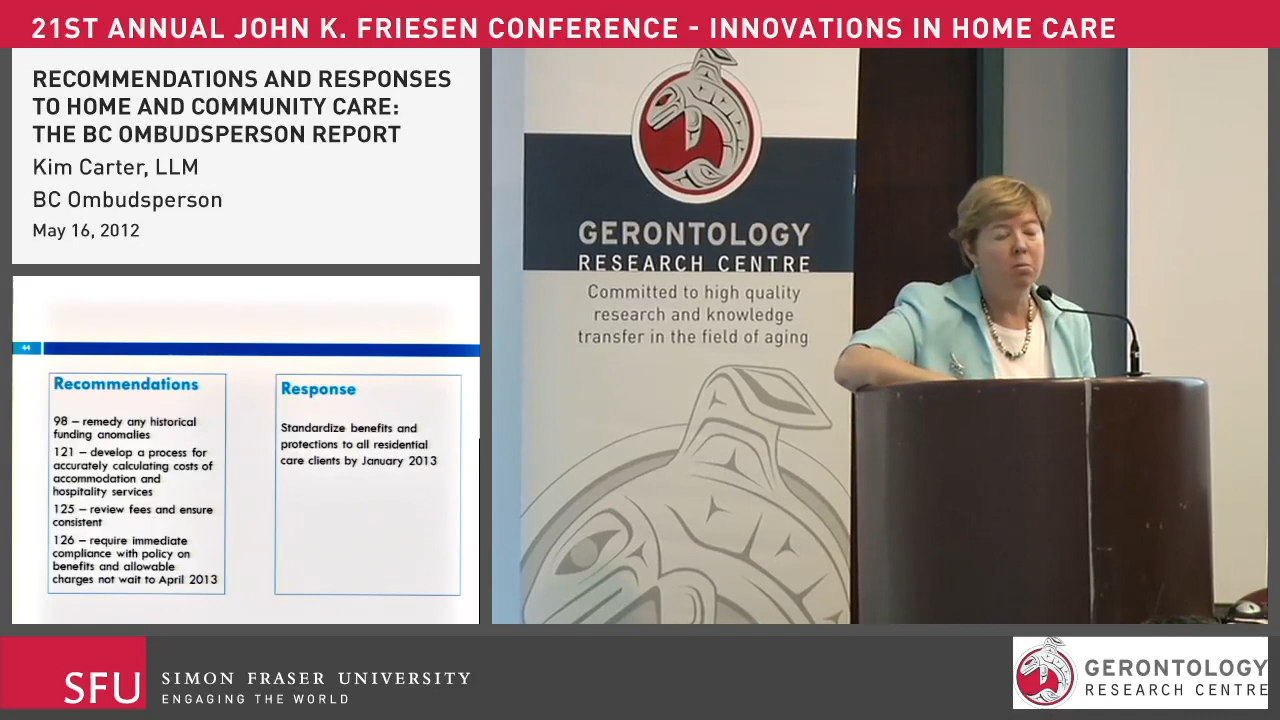 21ST ANNUAL JOHN K. FRIESEN CONFERENCE - INNOVATIONS IN HOME CARE
RECOMMENDATIONS AND RESPONSES
TO HOME AND COMMUNITY CARE:
THE BC OMBUDSPERSON REPORT
Kim Carter, LLM
BC Ombudsperson
May 16, 2012
44
Recommendations
98 – remedy any historical
funding anomalies
121 – develop a process for
accurately calculating costs of
accommodation and
hospitality services
125 – review fees and ensure
consistent
126 – require immediate
compliance with policy on
benefits and allowable
charges not wait to April 2013
Response
Standardize benefits and
protections to all residential
care clients by January 2013
GERONTOLOGY
RESEARCH CENTRE
Committed to high quality
research and knowledge
transfer in the field of aging
SFU
SIMON FRASER UNIVERSITY
ENGAGING THE WORLD
GERONTOLOGY
RESEARCH CENTRE